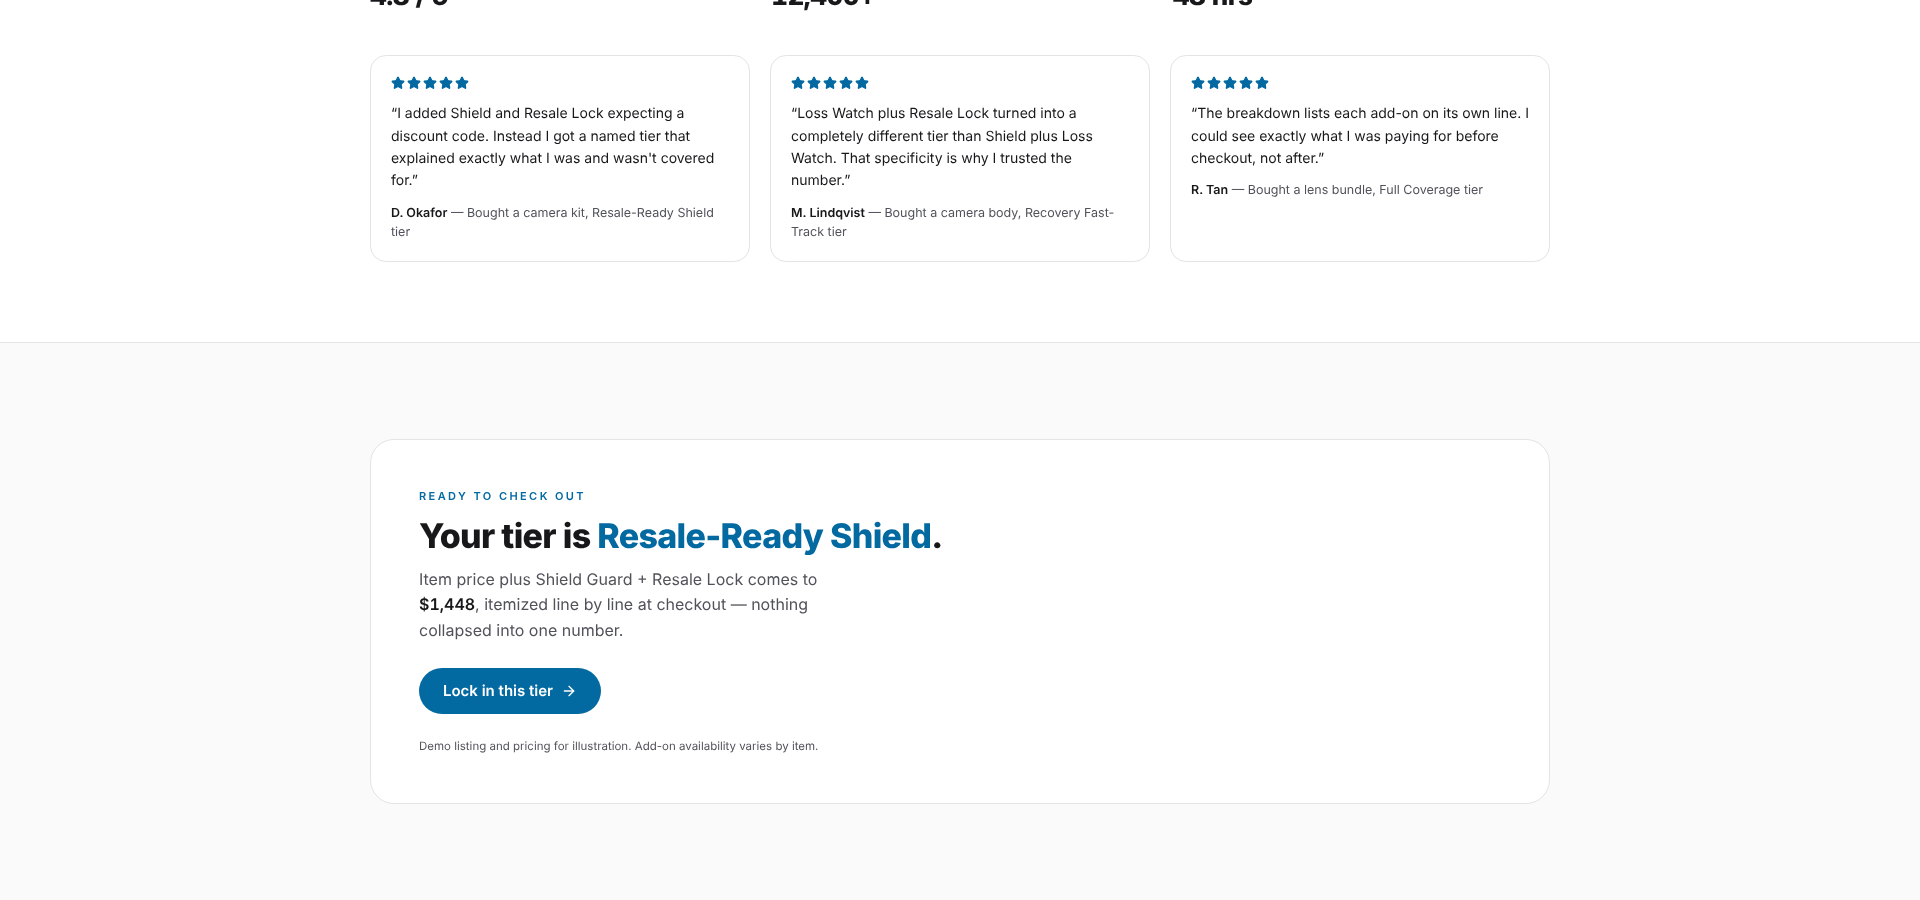 “I added Shield and Resale Lock expecting a
discount code. Instead I got a named tier that
explained exactly what I was and wasn't covered
for.”
D. Okafor — Bought a camera kit, Resale-Ready Shield
tier
“Loss Watch plus Resale Lock turned into a
completely different tier than Shield plus Loss
Watch. That specificity is why I trusted the
number.”
M. Lindqvist — Bought a camera body, Recovery Fast-
Track tier
“The breakdown lists each add-on on its own line. I
could see exactly what I was paying for before
checkout, not after.”
R. Tan — Bought a lens bundle, Full Coverage tier
READY TO CHECK OUT
Your tier is Resale-Ready Shield.
Item price plus Shield Guard + Resale Lock comes to
$1,448, itemized line by line at checkout — nothing
collapsed into one number.
Lock in this tier →
Demo listing and pricing for illustration. Add-on availability varies by item.